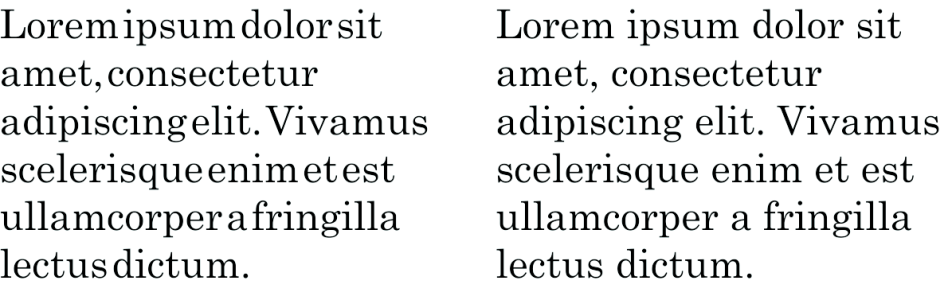 Lorem ipsum dolor sit
amet, consectetur
adipiscing elit. Vivamus
scelerisque enim et est
ullamcorper a fringilla
lectus dictum.
Lorem ipsum dolor sit
amet, consectetur
adipiscing elit. Vivamus
scelerisque enim et est
ullamcorper a fringilla
lectus dictum.